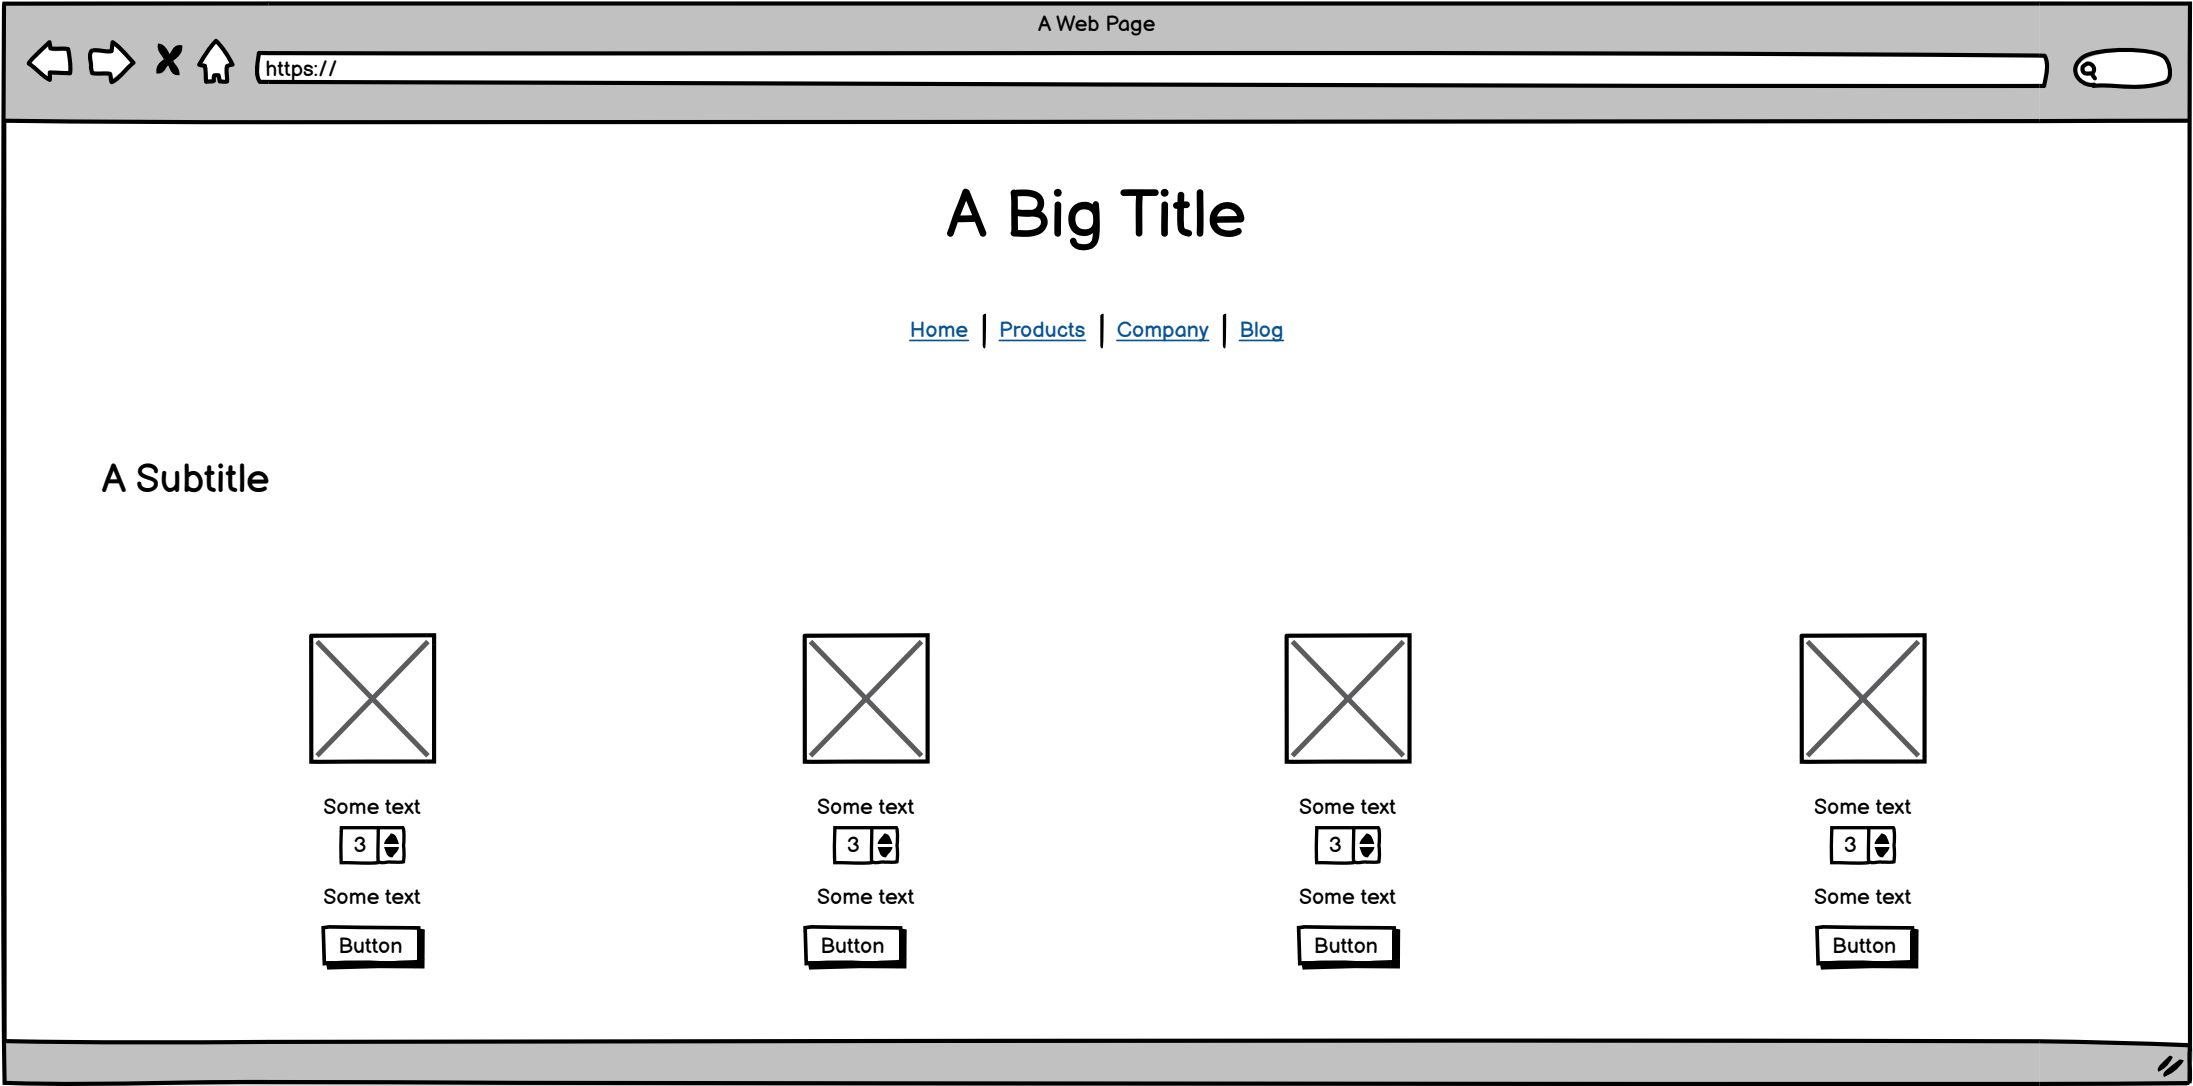 A Web Page
https://
A Big Title
Home Products Company Blog
A Subtitle
Some text Some text Some text Some text
3 3 3 3
Some text Some text Some text Some text
Button Button Button Button